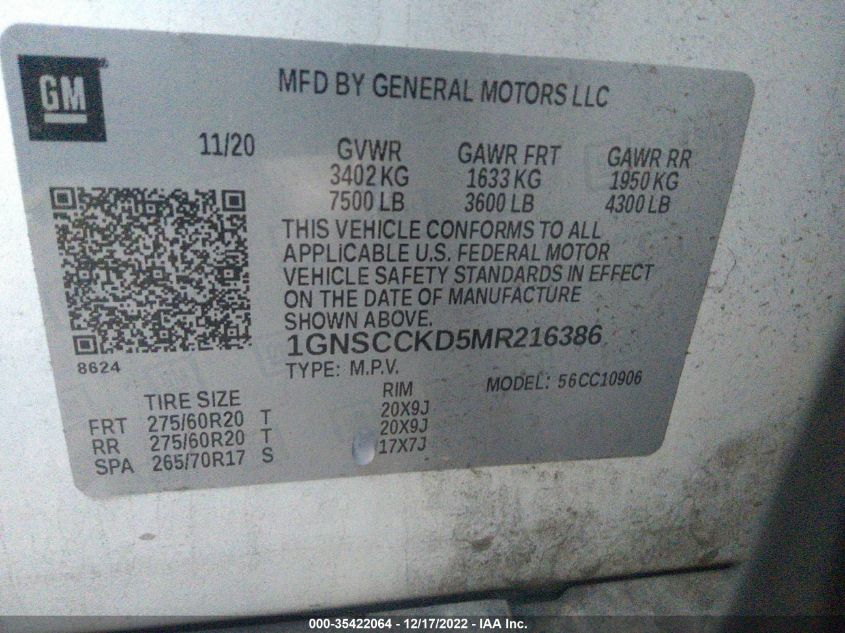 GM
MFD BY GENERAL MOTORS LLC
11/20 GVWR GAWR FRT GAWR RR
3402 KG 1633 KG 1950 KG
7500 LB 3600 LB 4300 LB
THIS VEHICLE CONFORMS TO ALL
APPLICABLE U.S. FEDERAL MOTOR
VEHICLE SAFETY STANDARDS IN EFFECT
ON THE DATE OF MANUFACTURE
SHOWN ABOVE.
1GNSCCKD5MR216386
8624
TYPE: M.P.V. MODEL: 56CC10906
TIRE SIZE RIM
FRT 275/60R20 T 20X9J
RR 275/60R20 T 20X9J
SPA 265/70R17 S 17X7J
000-35422064 - 12/17/2022 - IAA Inc.